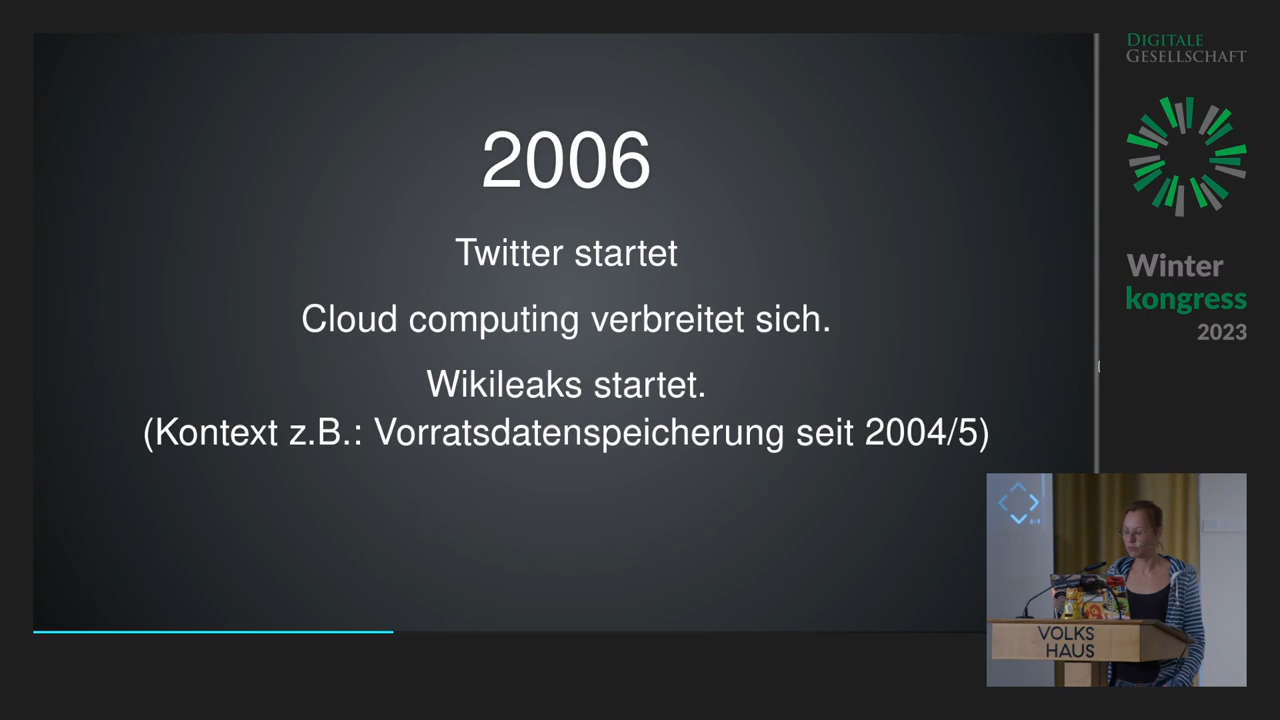 2006
Twitter startet
Cloud computing verbreitet sich.
Wikileaks startet.
(Kontext z.B.: Vorratsdatenspeicherung seit 2004/5)
DIGITALE
GESELLSCHAFT
Winter
kongress
2023
VOLKS
HAUS